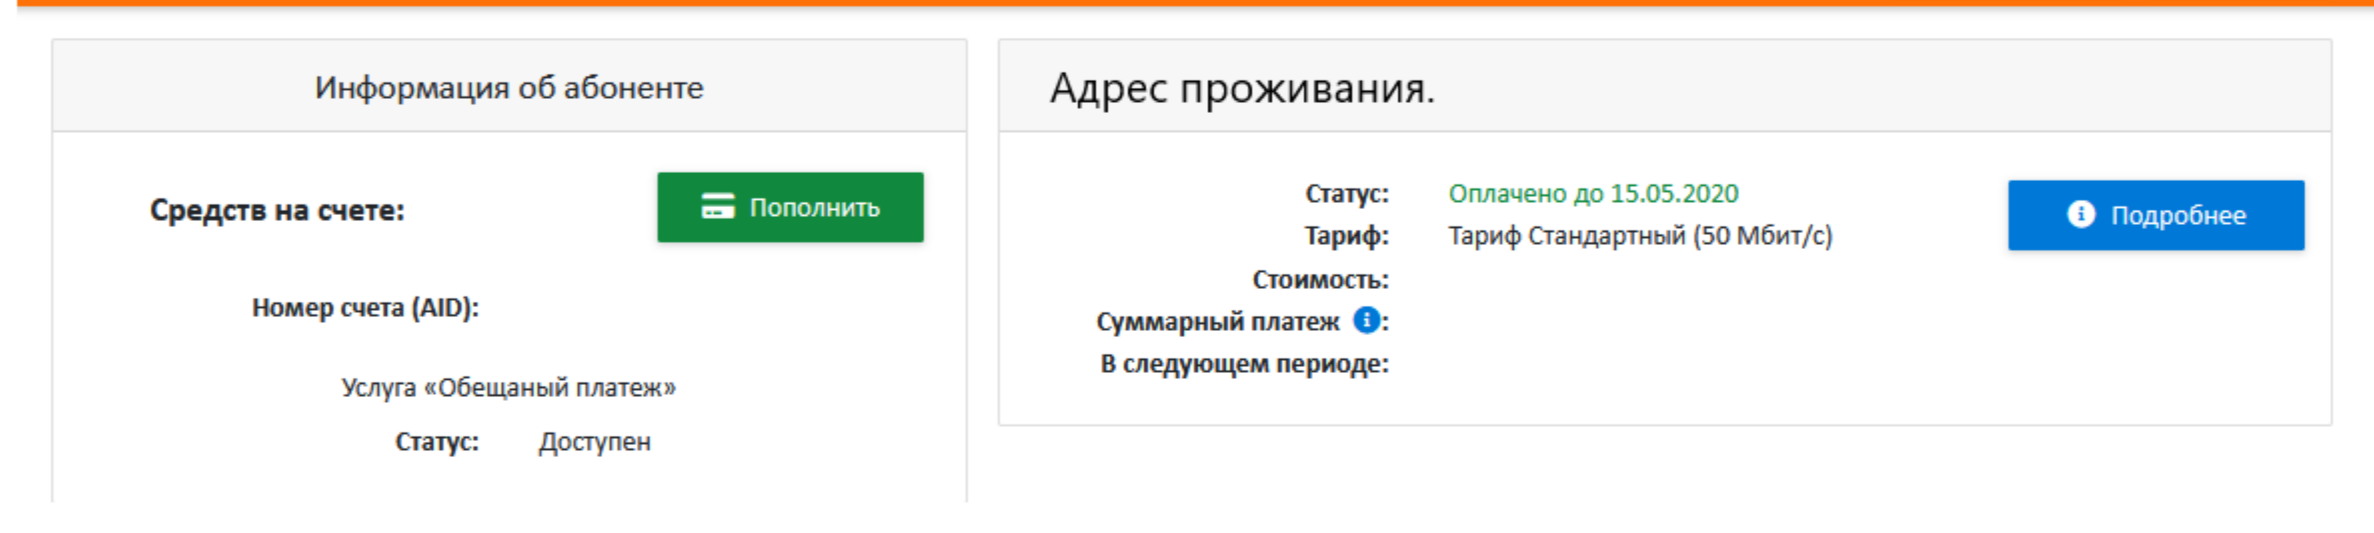 Информация об абоненте
Средств на счете:
Пополнить
Номер счета (AID):
Услуга «Обещаный платеж»
Статус: Доступен
Адрес проживания.
Статус: Оплачено до 15.05.2020
Подробнее
Тариф: Тариф Стандартный (50 Мбит/с)
Стоимость:
Суммарный платеж :
В следующем периоде: